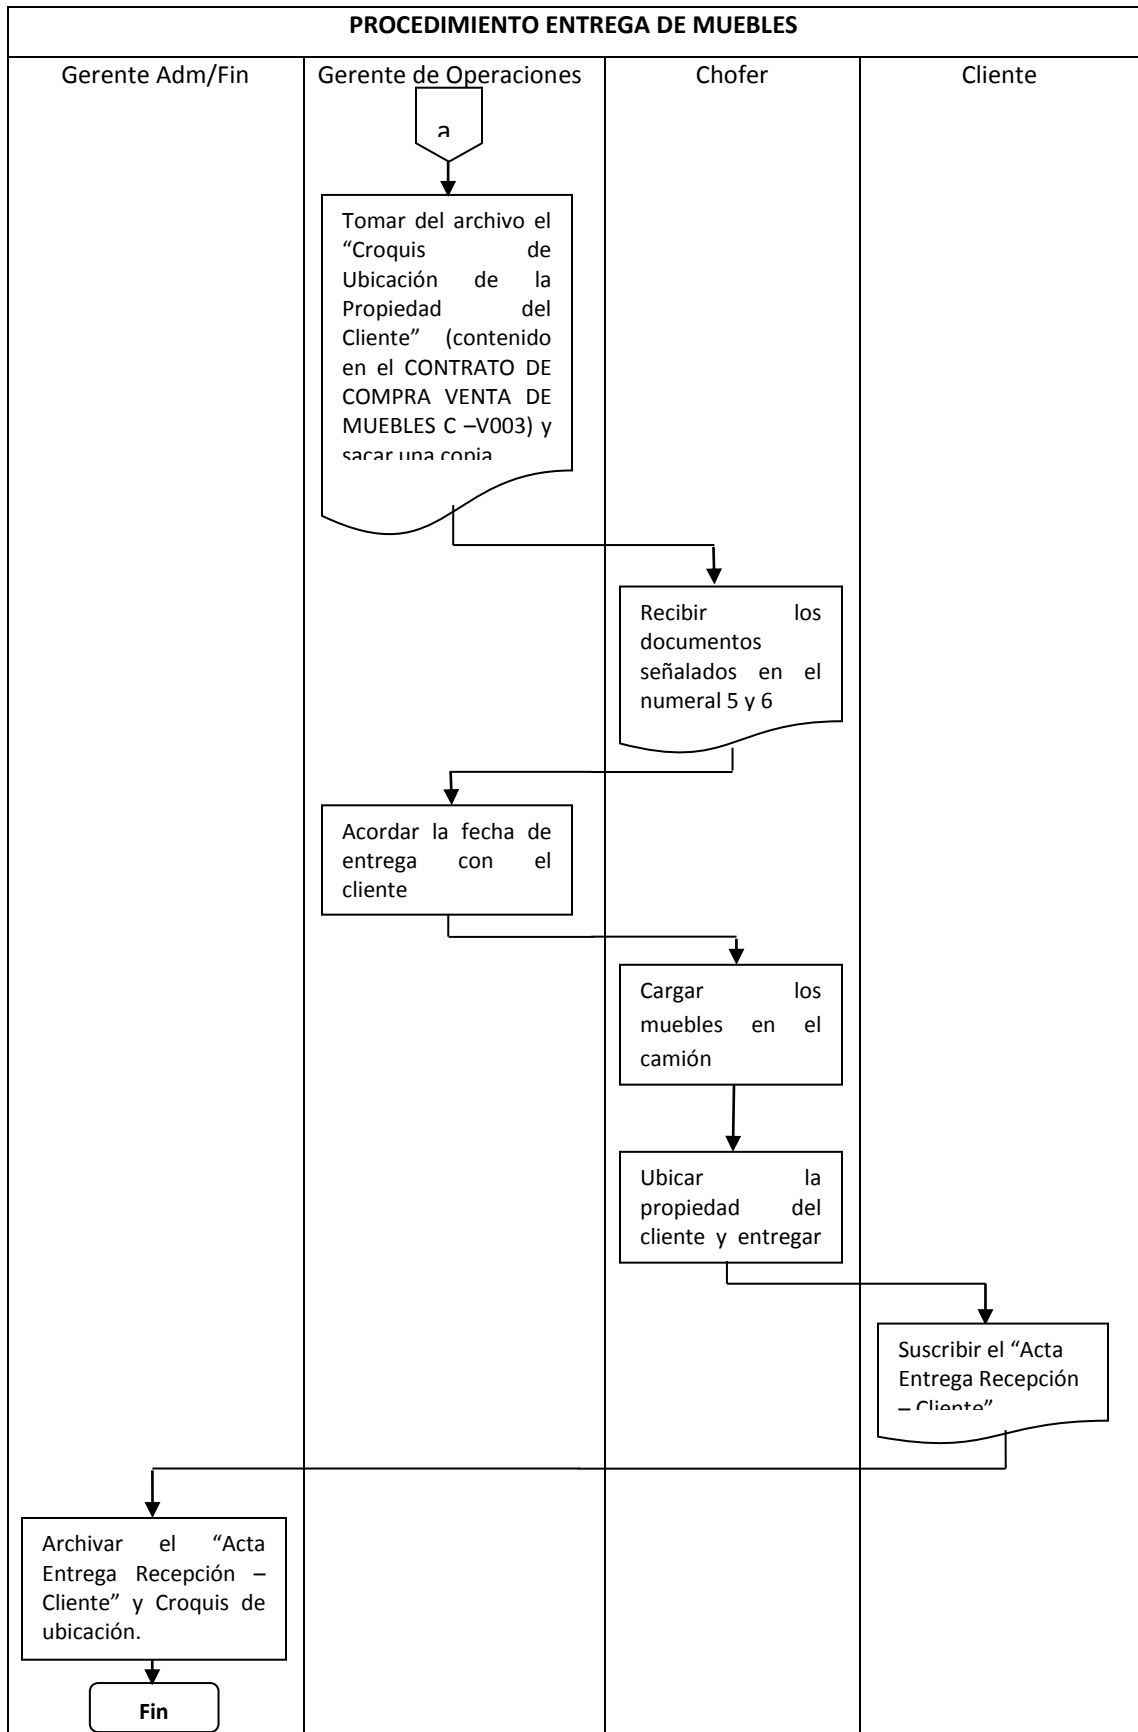 PROCEDIMIENTO ENTREGA DE MUEBLES
Gerente Adm/Fin
Gerente de Operaciones
Chofer
Cliente
a
Tomar del archivo el
“Croquis de
Ubicación de la
Propiedad del
Cliente” (contenido
en el CONTRATO DE
COMPRA VENTA DE
MUEBLES C –V003) y
sacar una copia
Recibir los
documentos
señalados en el
numeral 5 y 6
Acordar la fecha de
entrega con el
cliente
Cargar los
muebles en el
camión
Ubicar la
propiedad del
cliente y entregar
Suscribir el “Acta
Entrega Recepción
– Cliente”
Archivar el “Acta
Entrega Recepción –
Cliente” y Croquis de
ubicación.
Fin